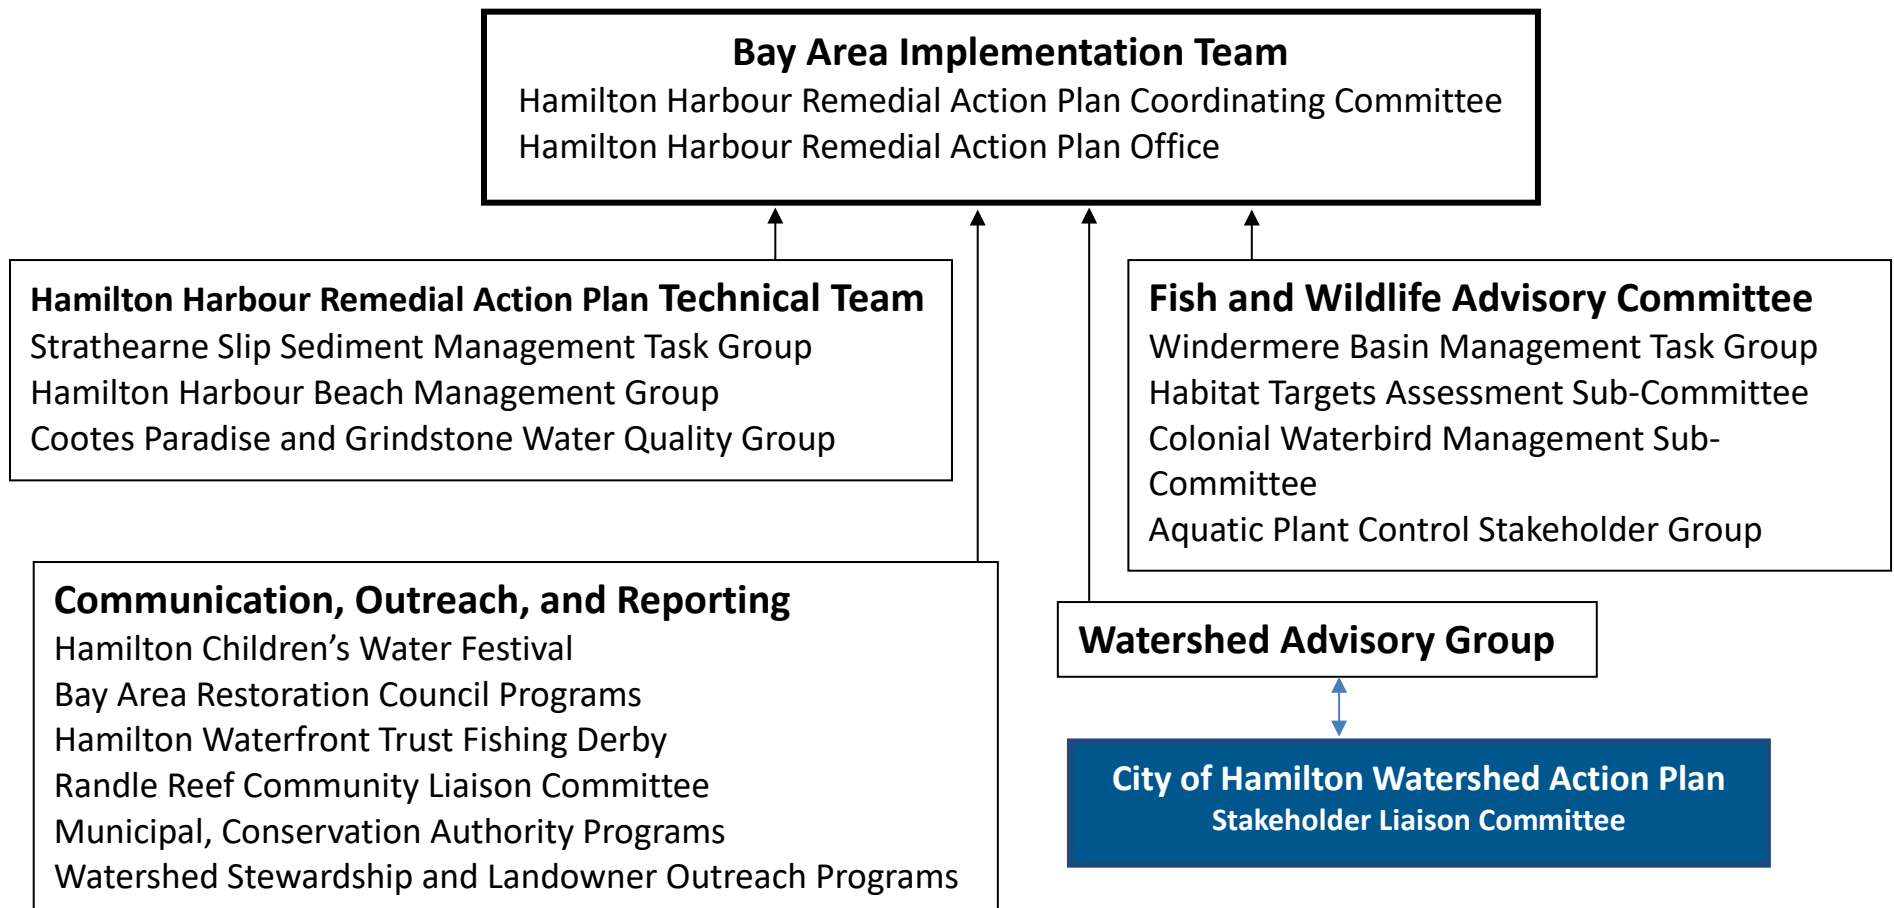 Bay Area Implementation Team
Hamilton Harbour Remedial Action Plan Coordinating Committee
Hamilton Harbour Remedial Action Plan Office
Hamilton Harbour Remedial Action Plan Technical Team
Strathearne Slip Sediment Management Task Group
Hamilton Harbour Beach Management Group
Cootes Paradise and Grindstone Water Quality Group
Fish and Wildlife Advisory Committee
Windermere Basin Management Task Group
Habitat Targets Assessment Sub-Committee
Colonial Waterbird Management Sub-
Committee
Aquatic Plant Control Stakeholder Group
Communication, Outreach, and Reporting
Hamilton Children’s Water Festival
Bay Area Restoration Council Programs
Hamilton Waterfront Trust Fishing Derby
Randle Reef Community Liaison Committee
Municipal, Conservation Authority Programs
Watershed Stewardship and Landowner Outreach Programs
Watershed Advisory Group
City of Hamilton Watershed Action Plan
Stakeholder Liaison Committee